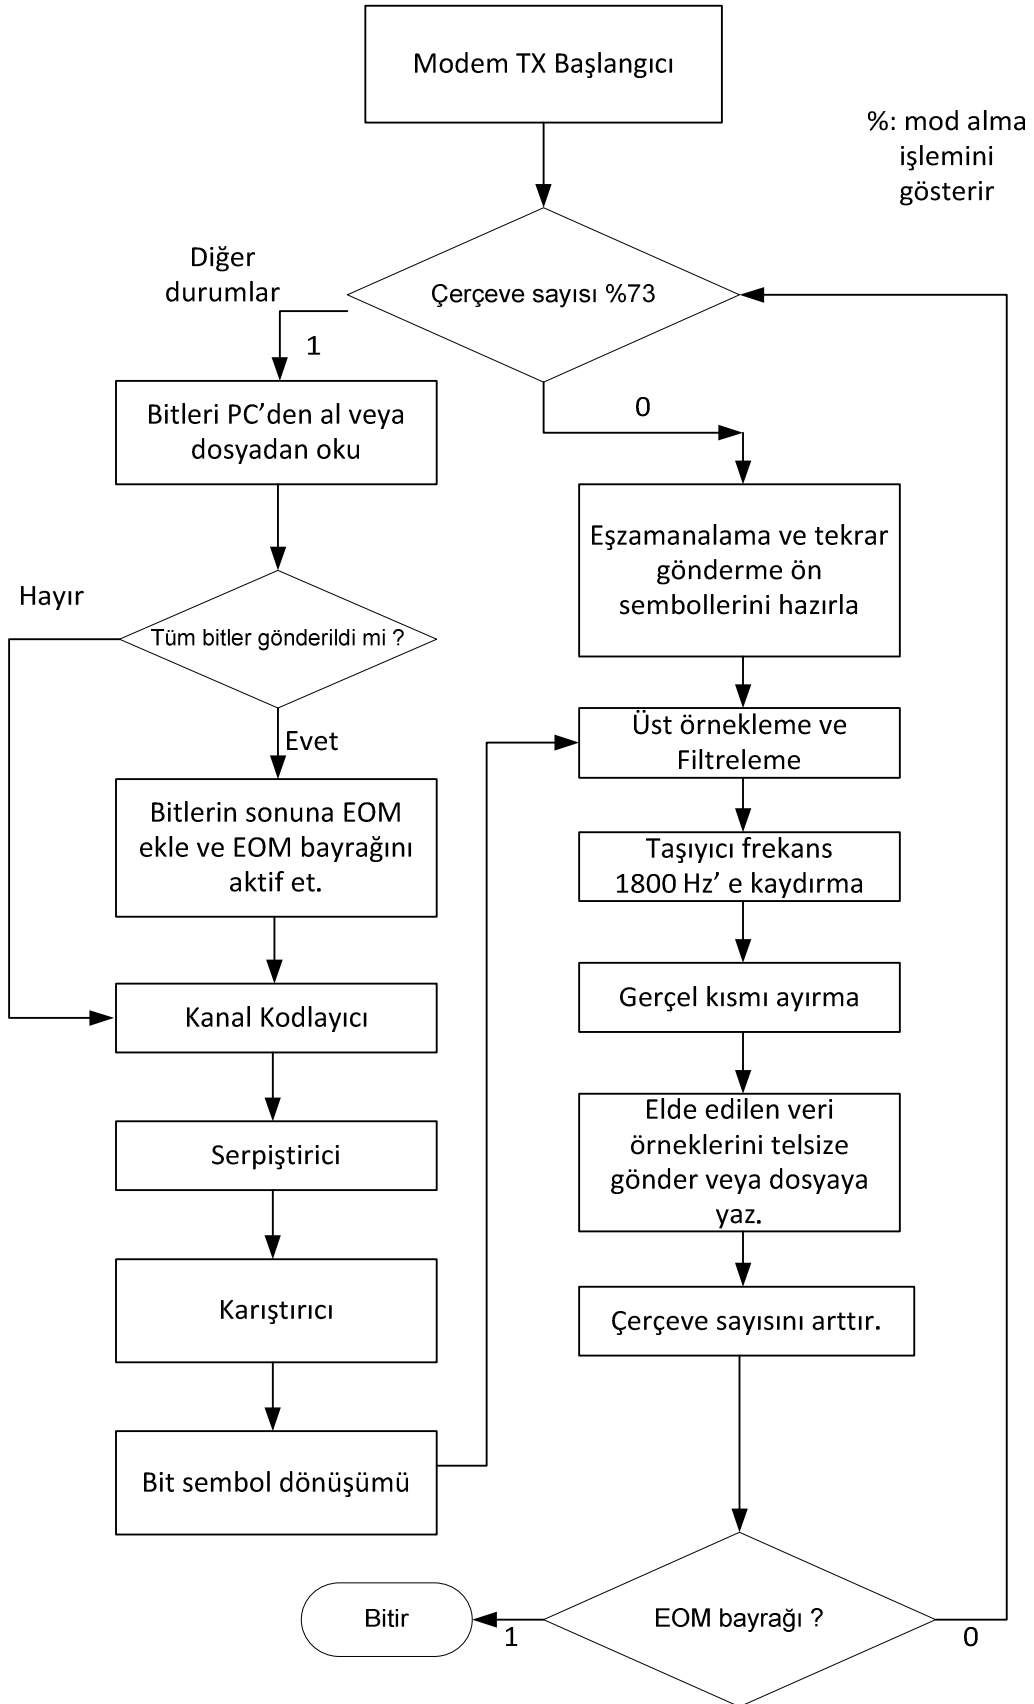 Modem TX Başlangıcı
%: mod alma
işlemini
gösterir
Diğer
durumlar
Çerçeve sayısı %73
1
0
Bitleri PC'den al veya
dosyadan oku
Eşzamanalama ve tekrar
gönderme ön
sembollerini hazırla
Hayır
Tüm bitler gönderildi mi ?
Evet
Üst örnekleme ve
Filtreleme
Bitlerin sonuna EOM
ekle ve EOM bayrağını
aktif et.
Taşıyıcı frekans
1800 Hz' e kaydırma
Kanal Kodlayıcı
Gerçel kısmı ayırma
Serpiştirici
Elde edilen veri
örneklerini telsize
gönder veya dosyaya
yaz.
Karıştırıcı
Çerçeve sayısını arttır.
Bit sembol dönüşümü
Bitir
1
EOM bayrağı ?
0